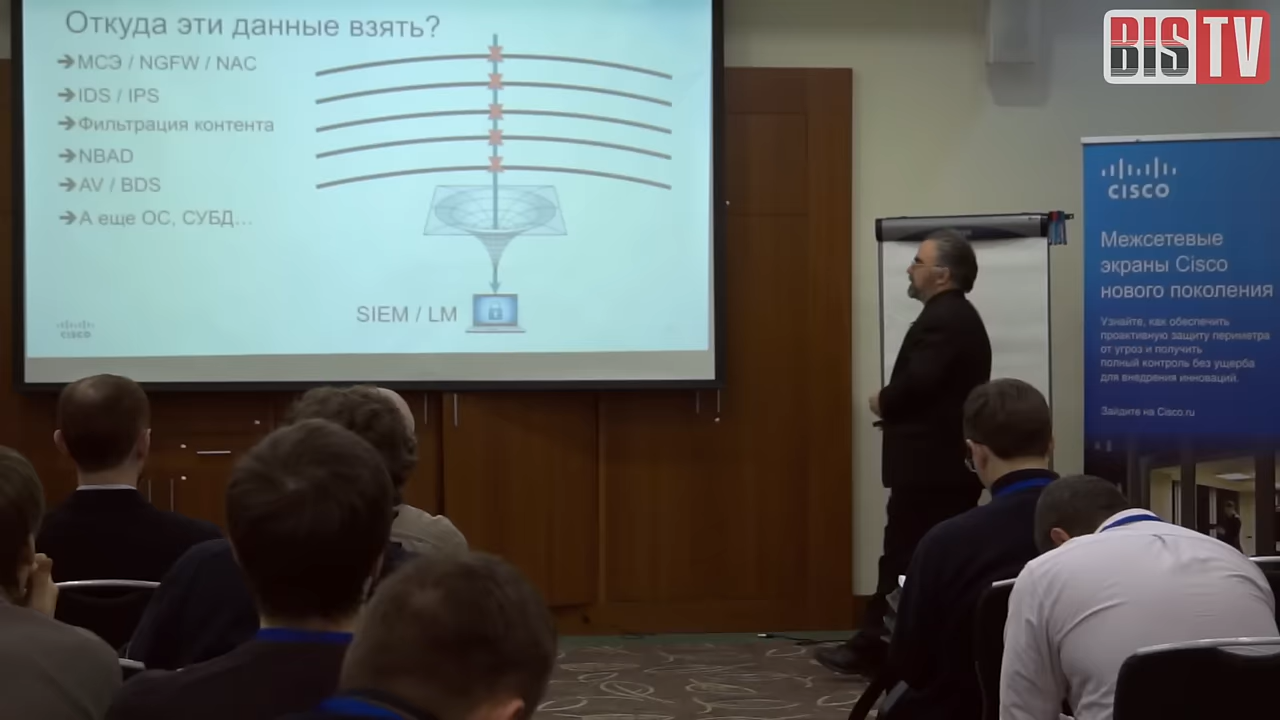 Откуда эти данные взять?
➔МСЭ / NGFW / NAC
➔IDS / IPS
➔Фильтрация контента
➔NBAD
➔AV / BDS
➔А еще ОС, СУБД...
SIEM / LM
CISCO
BIS TV
CISCO
Межсетевые
экраны Cisco
нового поколения
Узнайте, как обеспечить
проактивную защиту периметра
от угроз и получить
полный контроль без ущерба
для внедрения инноваций.
Зайдите на Cisco.ru